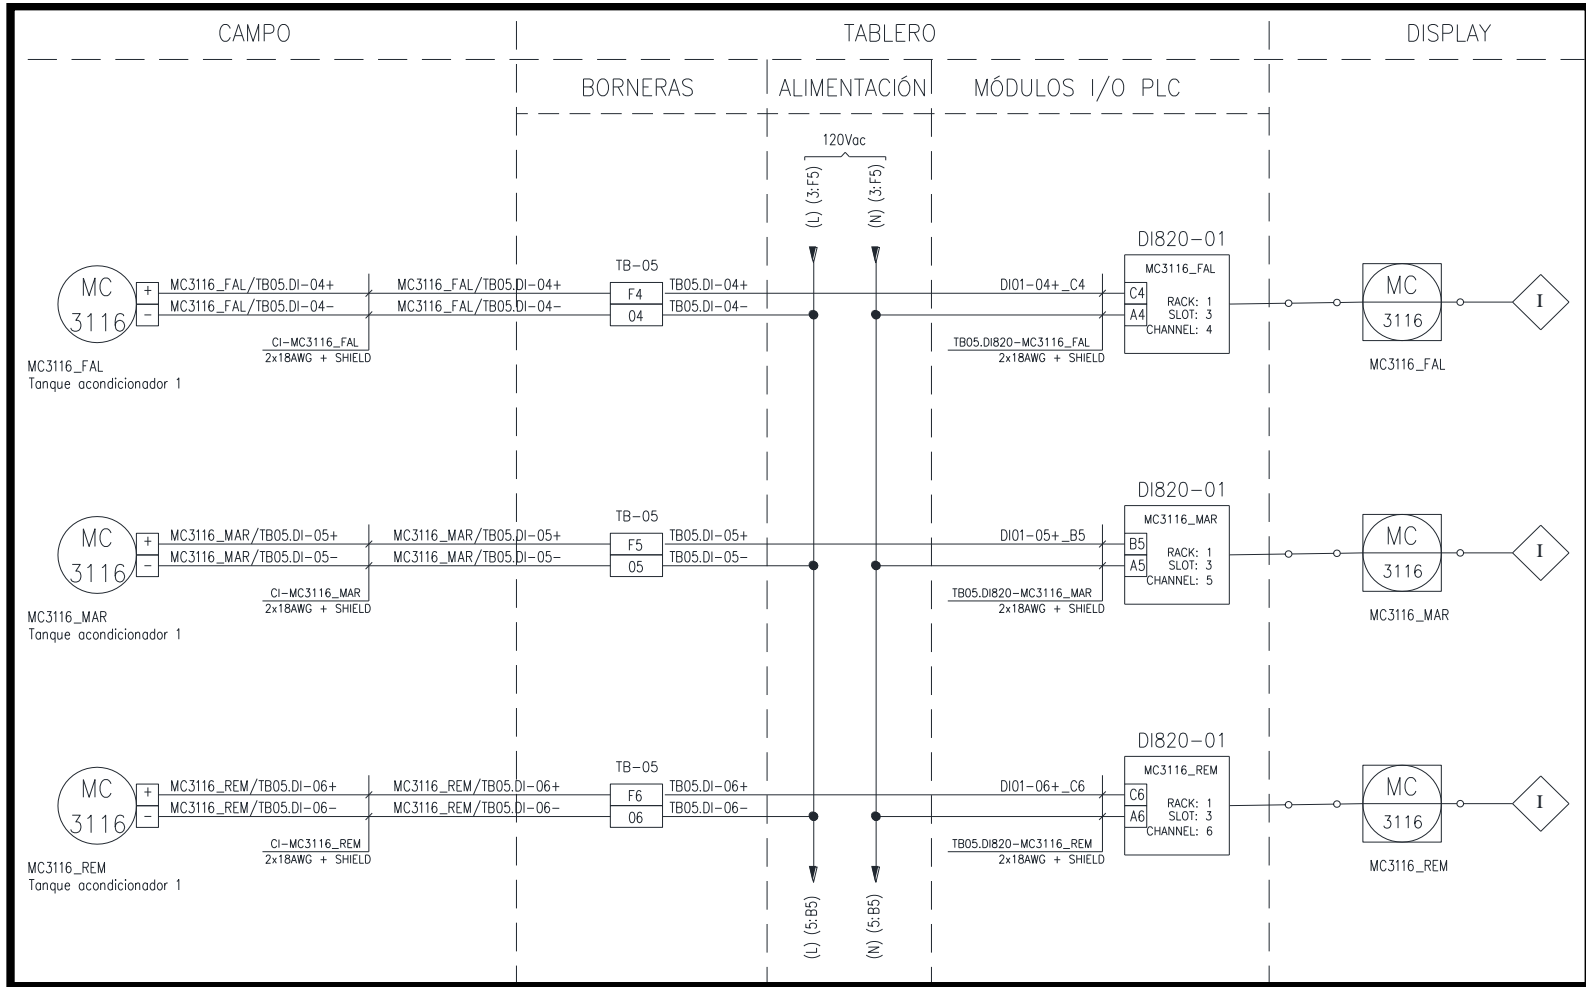 CAMPO
TABLERO
DISPLAY
BORNERAS
ALIMENTACIÓN
MÓDULOS I/O PLC
120Vac
(L) (3:F5)
(N) (3:F5)
MC
3116
+
-
MC3116_FAL/TB05.DI-04+
MC3116_FAL/TB05.DI-04-
MC3116_FAL/TB05.DI-04+
MC3116_FAL/TB05.DI-04-
CI-MC3116_FAL
2x18AWG + SHIELD
MC3116_FAL
Tanque acondicionador 1
TB-05
F4
04
TB05.DI-04+
TB05.DI-04-
DI01-04+_C4
TB05.DI820-MC3116_FAL
2x18AWG + SHIELD
DI820-01
MC3116_FAL
C4
A4
RACK: 1
SLOT: 3
CHANNEL: 4
MC
3116
MC3116_FAL
I
MC
3116
+
-
MC3116_MAR/TB05.DI-05+
MC3116_MAR/TB05.DI-05-
MC3116_MAR/TB05.DI-05+
MC3116_MAR/TB05.DI-05-
CI-MC3116_MAR
2x18AWG + SHIELD
MC3116_MAR
Tanque acondicionador 1
TB-05
F5
05
TB05.DI-05+
TB05.DI-05-
DI01-05+_B5
TB05.DI820-MC3116_MAR
2x18AWG + SHIELD
DI820-01
MC3116_MAR
B5
A5
RACK: 1
SLOT: 3
CHANNEL: 5
MC
3116
MC3116_MAR
I
MC
3116
+
-
MC3116_REM/TB05.DI-06+
MC3116_REM/TB05.DI-06-
MC3116_REM/TB05.DI-06+
MC3116_REM/TB05.DI-06-
CI-MC3116_REM
2x18AWG + SHIELD
MC3116_REM
Tanque acondicionador 1
TB-05
F6
06
TB05.DI-06+
TB05.DI-06-
DI01-06+_C6
TB05.DI820-MC3116_REM
2x18AWG + SHIELD
DI820-01
MC3116_REM
C6
A6
RACK: 1
SLOT: 3
CHANNEL: 6
MC
3116
MC3116_REM
I
(L) (5:B5)
(N) (5:B5)